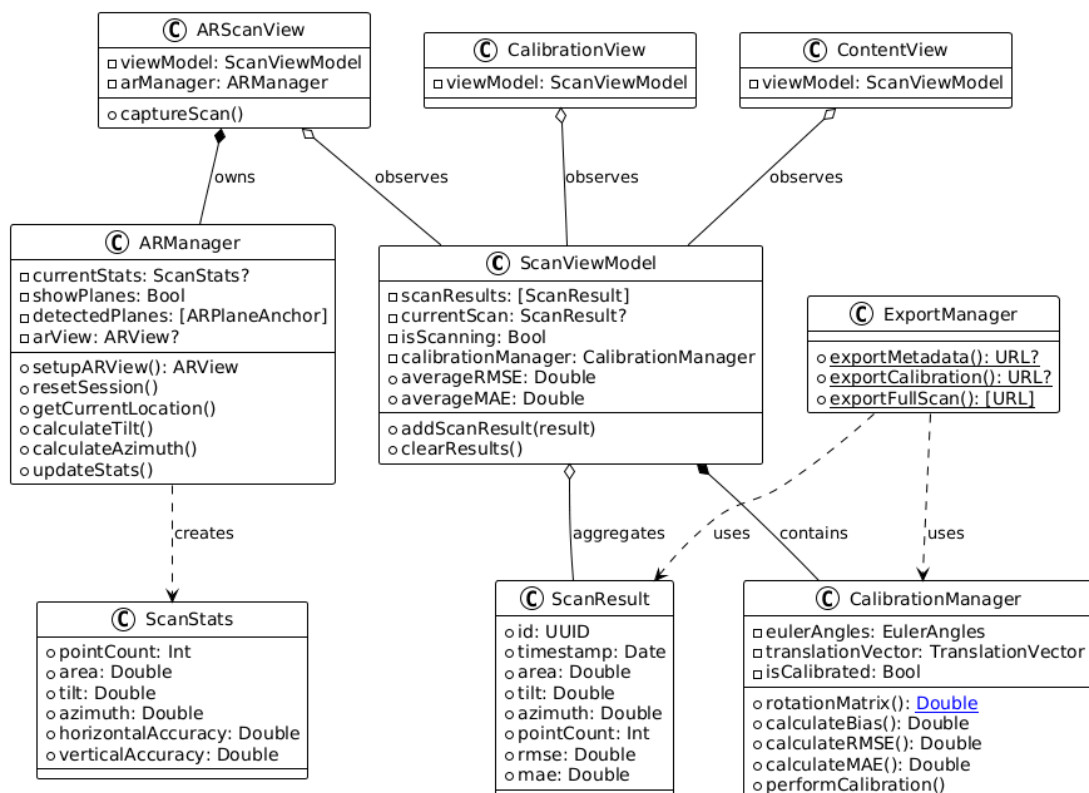 C ARScanView
viewModel: ScanViewModel
arManager: ARManager
captureScan()
C CalibrationView
viewModel: ScanViewModel
C ContentView
viewModel: ScanViewModel
owns
observes
observes
observes
C ARManager
currentStats: ScanStats?
showPlanes: Bool
detectedPlanes: [ARPlaneAnchor]
arView: ARView?
setupARView(): ARView
resetSession()
getCurrentLocation()
calculateTilt()
calculateAzimuth()
updateStats()
C ScanViewModel
scanResults: [ScanResult]
currentScan: ScanResult?
isScanning: Bool
calibrationManager: CalibrationManager
averageRMSE: Double
averageMAE: Double
addScanResult(result)
clearResults()
C ExportManager
exportMetadata(): URL?
exportCalibration(): URL?
exportFullScan(): [URL]
creates
aggregates
uses
contains
uses
C ScanStats
pointCount: Int
area: Double
tilt: Double
azimuth: Double
horizontalAccuracy: Double
verticalAccuracy: Double
C ScanResult
id: UUID
timestamp: Date
area: Double
tilt: Double
azimuth: Double
pointCount: Int
rmse: Double
mae: Double
C CalibrationManager
eulerAngles: EulerAngles
translationVector: TranslationVector
isCalibrated: Bool
rotationMatrix(): Double
calculateBias(): Double
calculateRMSE(): Double
calculateMAE(): Double
performCalibration()